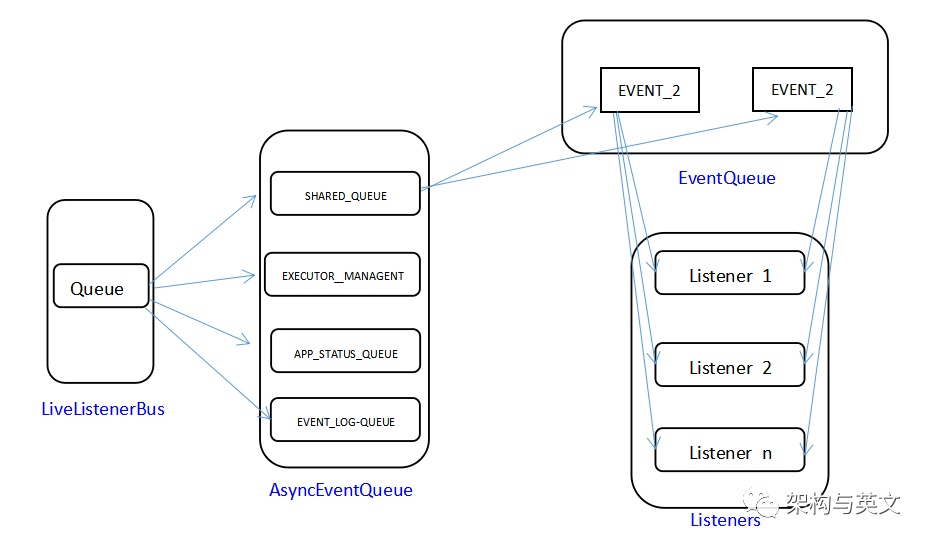 Queue
LiveListenerBus
SHARED_QUEUE
EXECUTOR__MANAGENT
APP_STATUS_QUEUE
EVENT_LOG-QUEUE
AsyncEventQueue
EVENT_2
EVENT_2
EventQueue
Listener 1
Listener 2
Listener n
Listeners
架构与英文